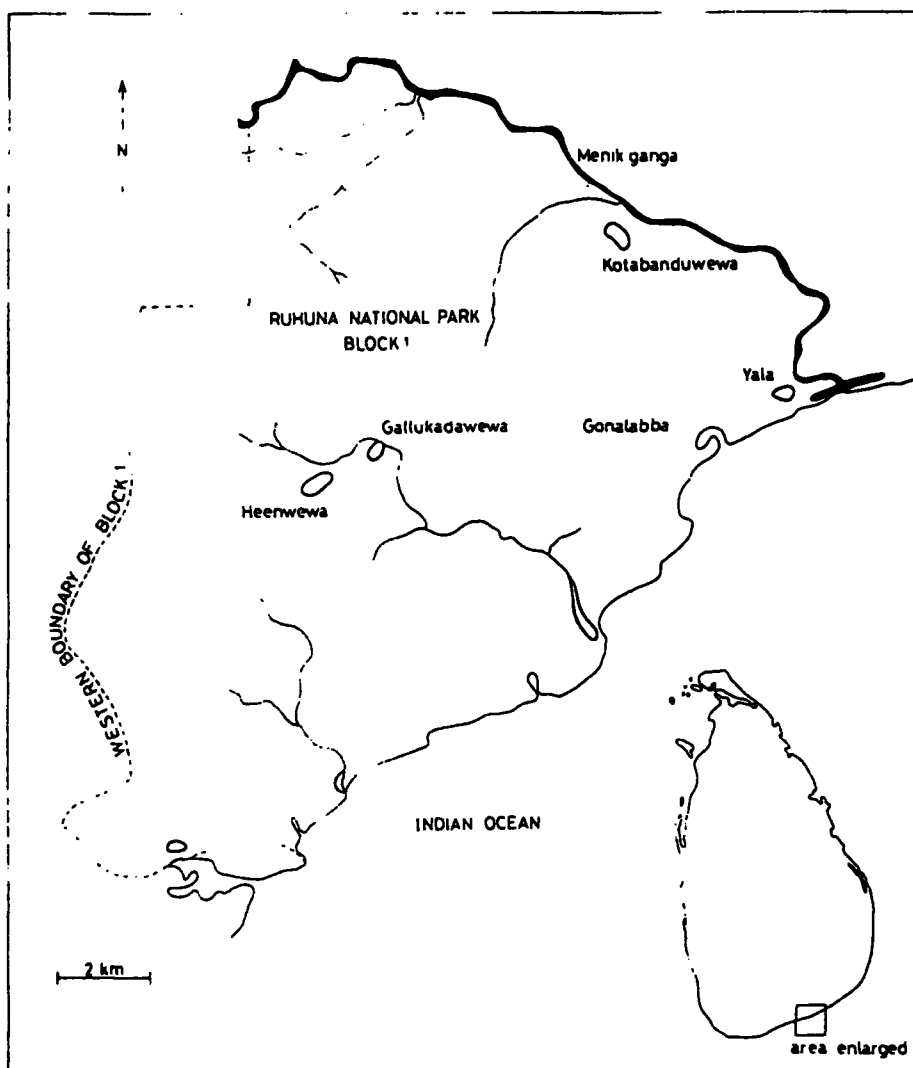 N
Menik ganga
Kotabanduwewa
RUHUNA NATIONAL PARK
BLOCK 1
Yala
Gallukadawewa
Gonalabba
Heenwewa
WESTERN BOUNDARY OF BLOCK 1
INDIAN OCEAN
2 km
area enlarged